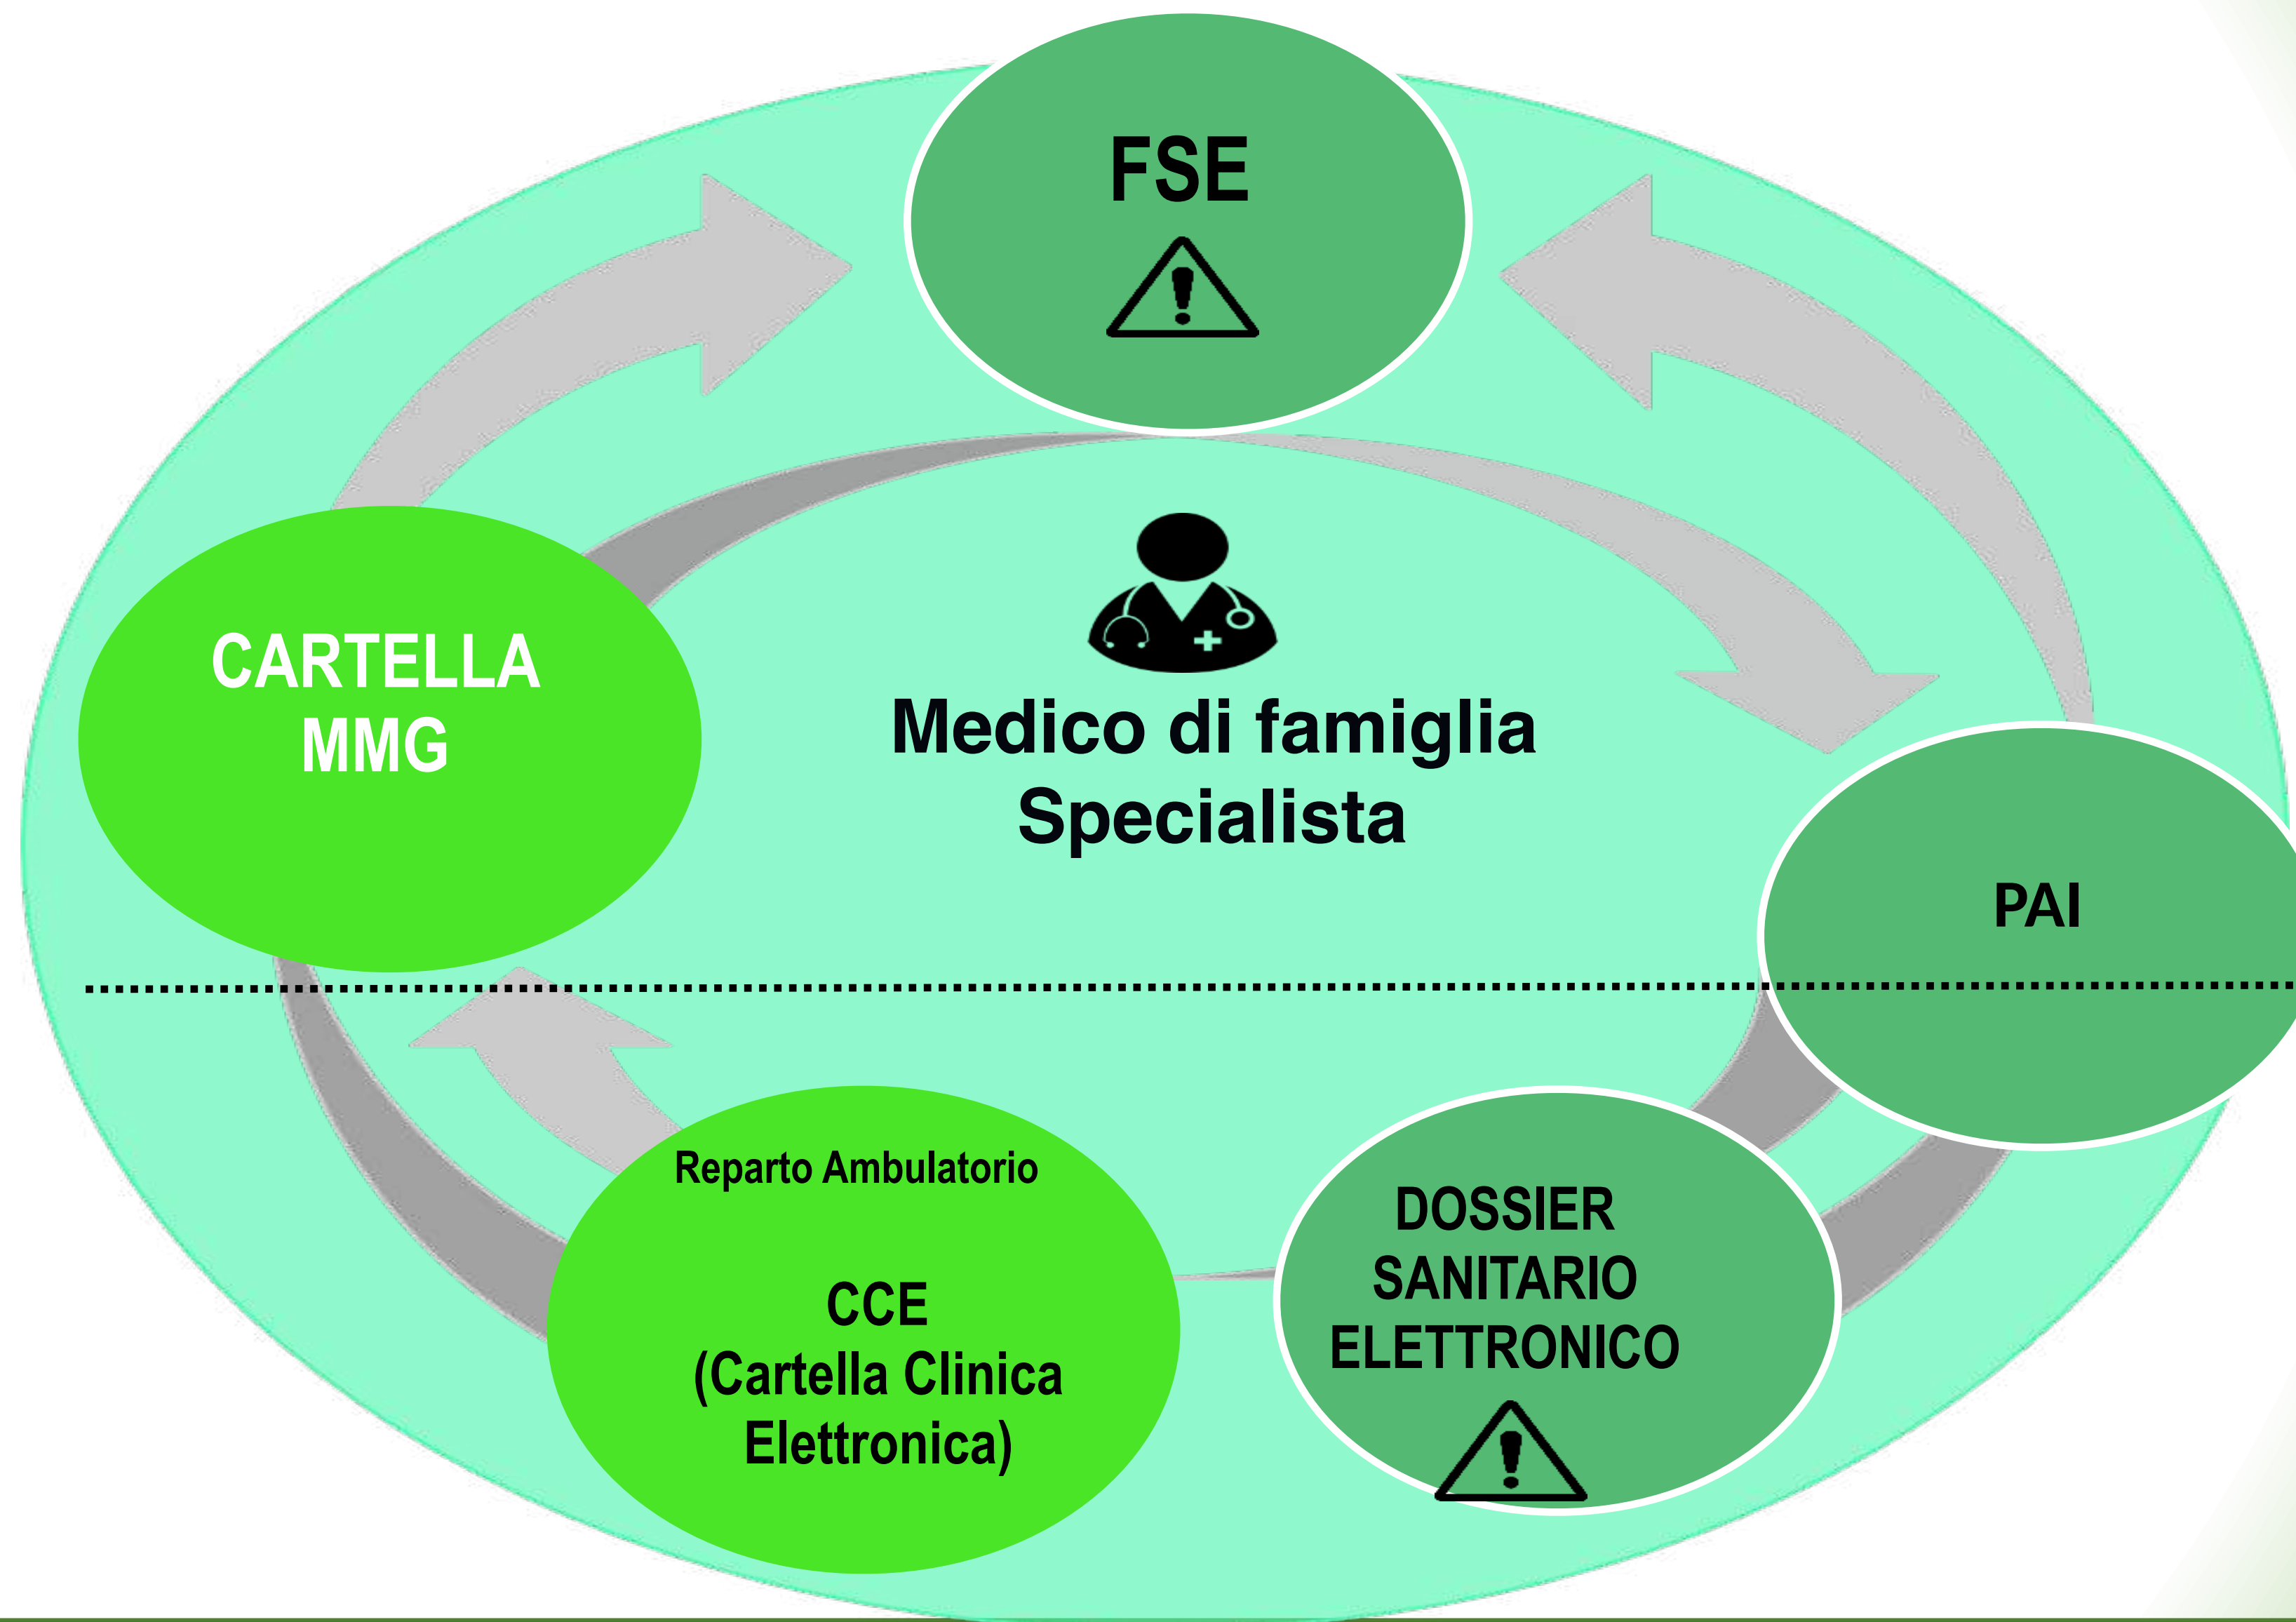 FSE
CARTELLA
MMG
Medico di famiglia
Specialista
PAI
Reparto Ambulatorio
CCE
(Cartella Clinica
Elettronica)
DOSSIER
SANITARIO
ELETTRONICO